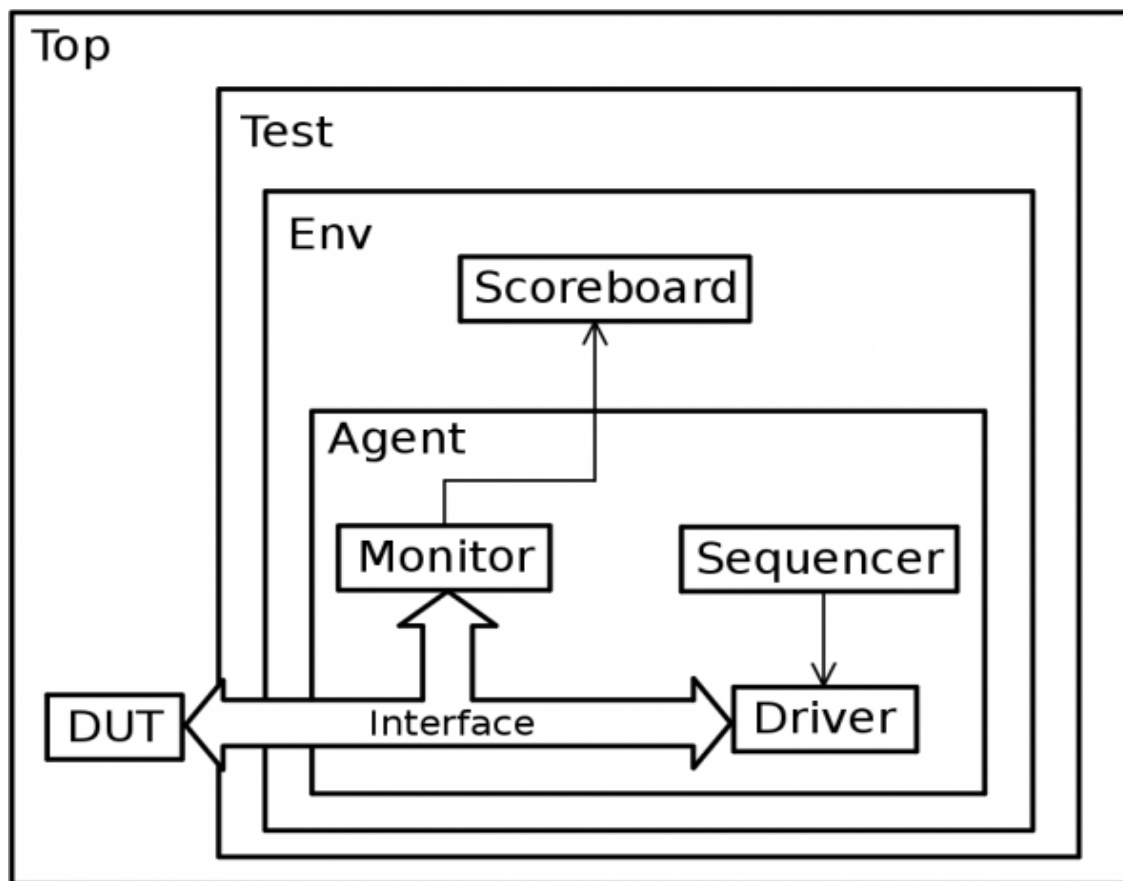 Top
Test
Env
Scoreboard
Agent
Monitor
Sequencer
DUT
Interface
Driver